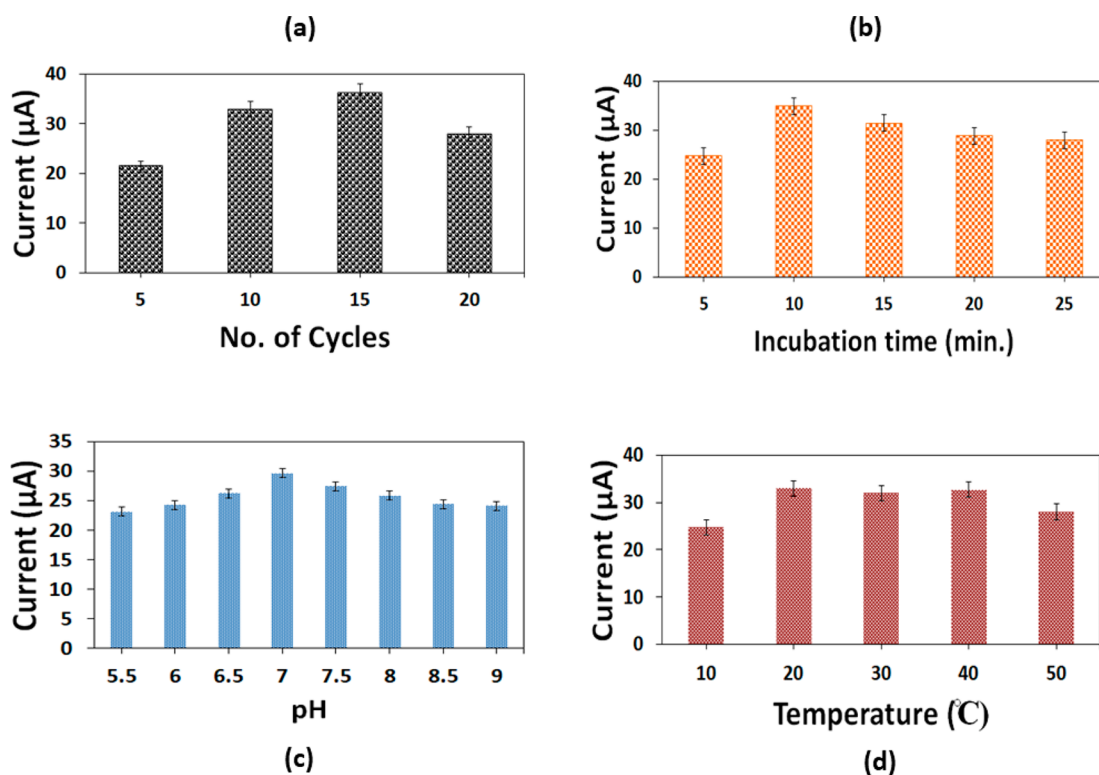 (a)
40
30
20
10
0
Current (µA)
5 10 15 20
No. of Cycles
(b)
40
30
20
10
0
Current (µA)
5 10 15 20 25
Incubation time (min.)
35
30
25
20
15
10
5
0
Current (µA)
5.5 6 6.5 7 7.5 8 8.5 9
pH
(c)
40
30
20
10
0
Current (µA)
10 20 30 40 50
Temperature (°C)
(d)